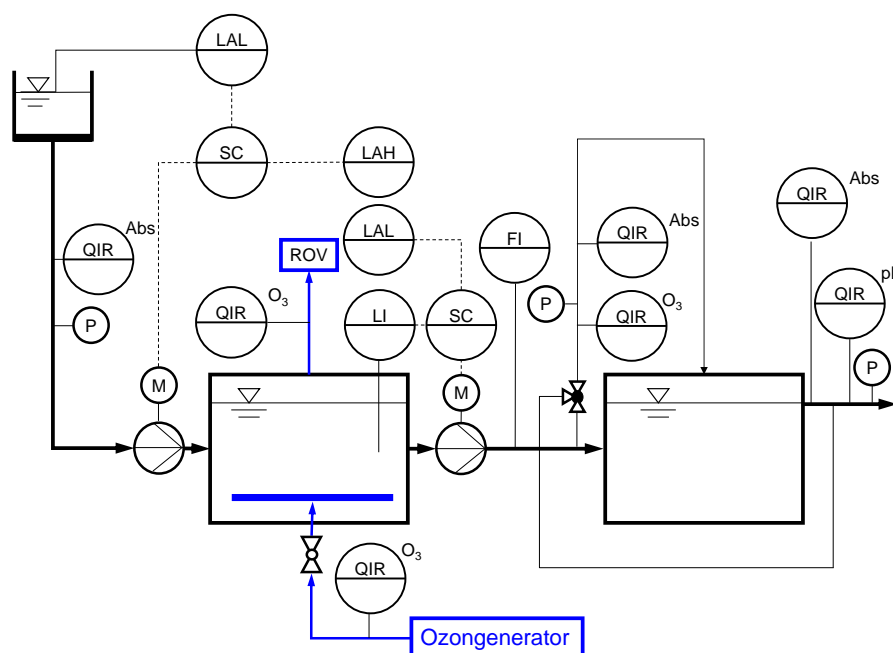 LAL
SC
LAH
Abs
QIR
P
LAL
FI
Abs
QIR
Abs
QIR
ROV
O3
QIR
LI
SC
P
O3
QIR
pH
QIR
P
M
M
O3
QIR
Ozongenerator